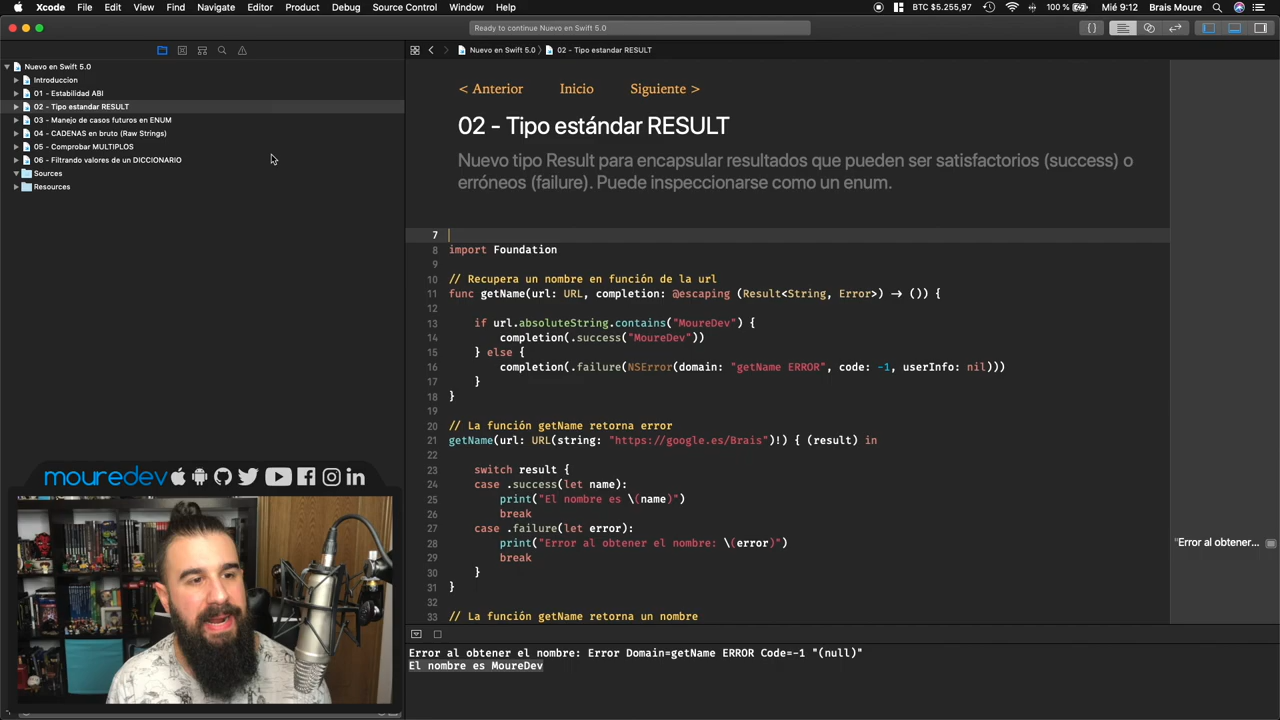 Xcode File Edit View Find Navigate Editor Product Debug Source Control Window Help
BTC $5.255,97 100 % Mié 9:12 Brais Moure
Ready to continue Nuevo en Swift 5.0
Nuevo en Swift 5.0 02 - Tipo estandar RESULT
Nuevo en Swift 5.0
Introduccion
01 - Estabilidad ABI
02 - Tipo estandar RESULT
03 - Manejo de casos futuros en ENUM
04 - CADENAS en bruto (Raw Strings)
05 - Comprobar MULTIPLOS
06 - Filtrando valores de un DICCIONARIO
Sources
Resources
< Anterior Inicio Siguiente >
02 - Tipo estándar RESULT
Nuevo tipo Result para encapsular resultados que pueden ser satisfactorios (success) o
erróneos (failure). Puede inspeccionarse como un enum.
7
8 import Foundation
9
10 // Recupera un nombre en función de la url
11 func getName(url: URL, completion: @escaping (Result<String, Error>) -> ()) {
12
13 if url.absoluteString.contains("MoureDev") {
14 completion(.success("MoureDev"))
15 } else {
16 completion(.failure(NSError(domain: "getName ERROR", code: -1, userInfo: nil)))
17 }
18 }
19
20 // La función getName retorna error
21 getName(url: URL(string: "https://google.es/Brais")!) { (result) in
22
23 switch result {
24 case .success(let name):
25 print("El nombre es \(name)")
26 break
27 case .failure(let error):
28 print("Error al obtener el nombre: \(error)")
29 break
30 }
31 }
32
33 // La función getName retorna un nombre
"Error al obtener...
Error al obtener el nombre: Error Domain=getName ERROR Code=-1 "(null)"
El nombre es MoureDev
mouredev